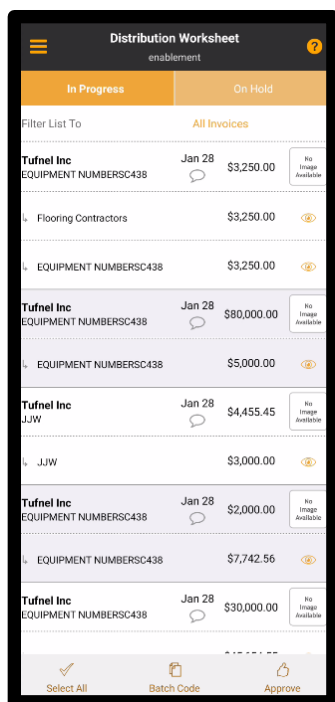 Distribution Worksheet
?
enablement
In Progress
On Hold
Filter List To
All Invoices
Tufnel Inc
EQUIPMENT NUMBERSC438
Jan 28
$3,250.00
No
Image
Available
Flooring Contractors
$3,250.00
EQUIPMENT NUMBERSC438
$3,250.00
Tufnel Inc
EQUIPMENT NUMBERSC438
Jan 28
$80,000.00
No
Image
Available
EQUIPMENT NUMBERSC438
$5,000.00
Tufnel Inc
JJW
Jan 28
$4,455.45
No
Image
Available
JJW
$3,000.00
Tufnel Inc
EQUIPMENT NUMBERSC438
Jan 28
$2,000.00
No
Image
Available
EQUIPMENT NUMBERSC438
$7,742.56
Tufnel Inc
EQUIPMENT NUMBERSC438
Jan 28
$30,000.00
No
Image
Available
Select All
Batch Code
Approve